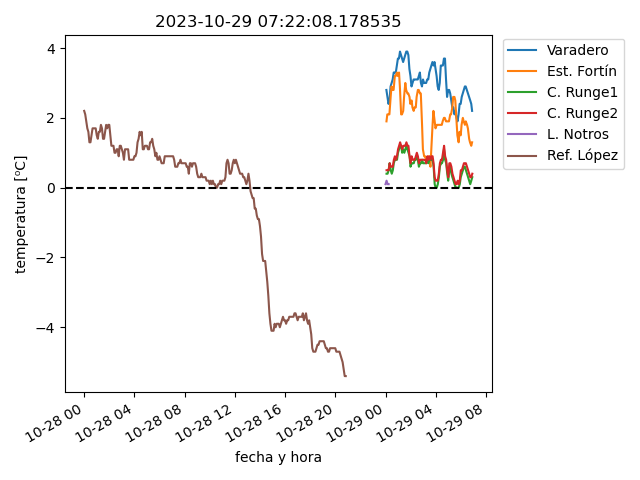 2023-10-29 07:22:08.178535
temperatura [ºC]
4
2
0
−2
−4
10-28 00
10-28 04
10-28 08
10-28 12
10-28 16
10-28 20
10-29 00
10-29 04
10-29 08
fecha y hora
Varadero
Est. Fortín
C. Runge1
C. Runge2
L. Notros
Ref. López